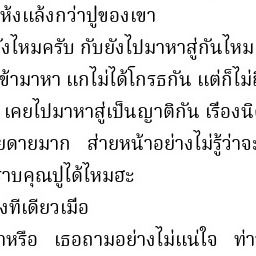 ห้งแล้งกว่าปูของเขา
ไหมครับ กับยังไปมาหาสู่กันไหม
ข้ามาหา แกไม่ได้โกรธกัน แต่ก็ไม่
เคยไปมาหาสู่เป็นญาติกัน เรื่อง
ดายมาก ส่ายหน้าอย่างไม่รู้ว่าจะ
าบคุณปู่ได้ไหมฮะ
งทีเดียวเมื่อ
หรือ เธอถามอย่างไม่แน่ใจ ท่า